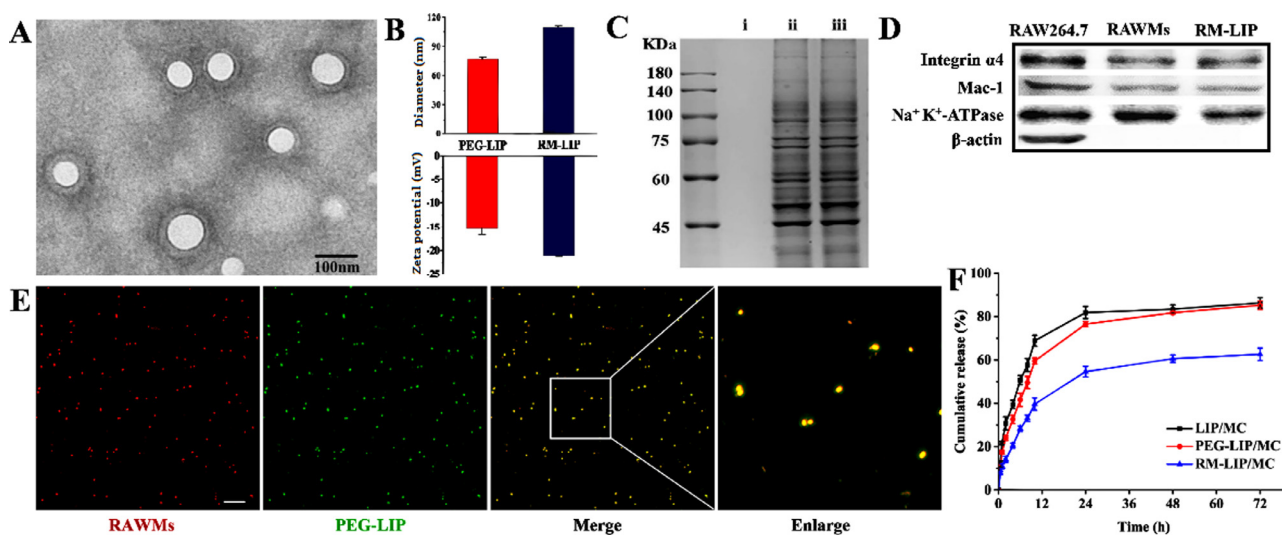 A
100nm
B
Diameter (nm)
120
90
60
30
0
PEG-LIP RM-LIP
Zeta potential (mV)
0
-5
-10
-15
-20
-25
C
i ii iii
KDa
180
140
100
75
60
45
D
RAW264.7 RAWMs RM-LIP
Integrin α4
Mac-1
Na⁺ K⁺-ATPase
β-actin
E
RAWMs PEG-LIP Merge Enlarge
F
Cumulative release (%)
100
80
60
40
20
0
LIP/MC
PEG-LIP/MC
RM-LIP/MC
0 12 24 36 48 60 72
Time (h)